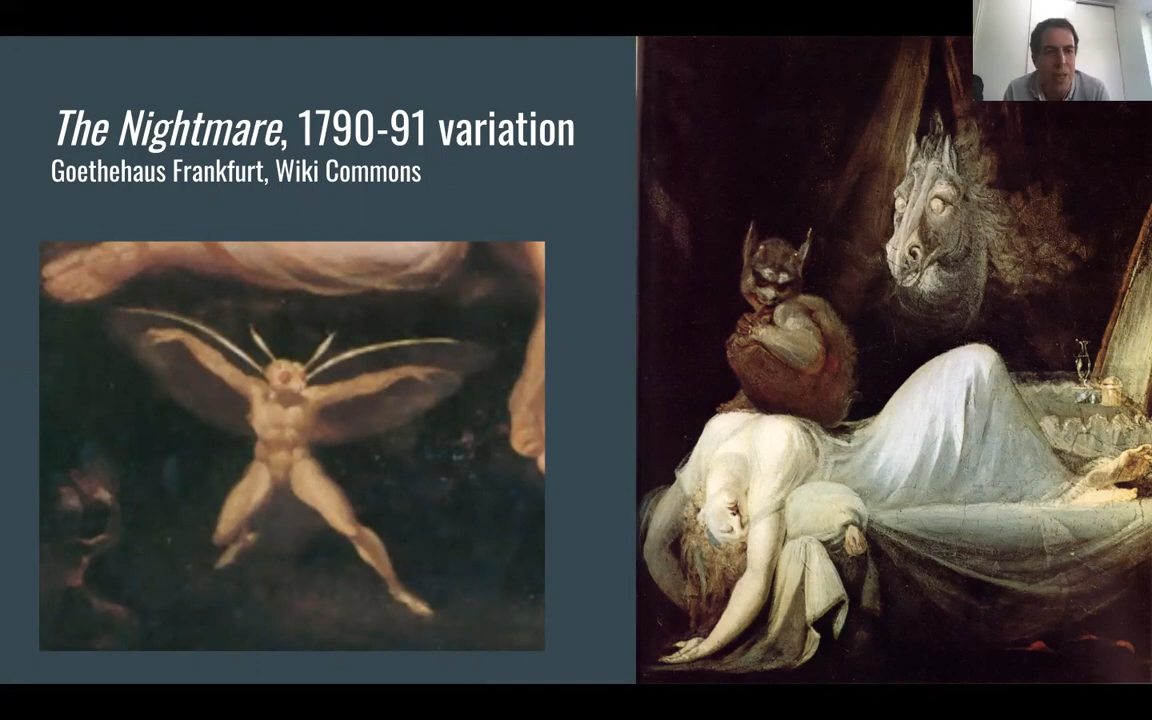 The Nightmare, 1790-91 variation
Goethehaus Frankfurt, Wiki Commons